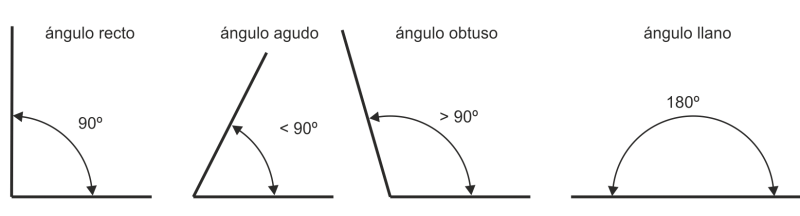 ángulo recto
ángulo agudo
ángulo obtuso
ángulo llano
90º
< 90º
> 90º
180º